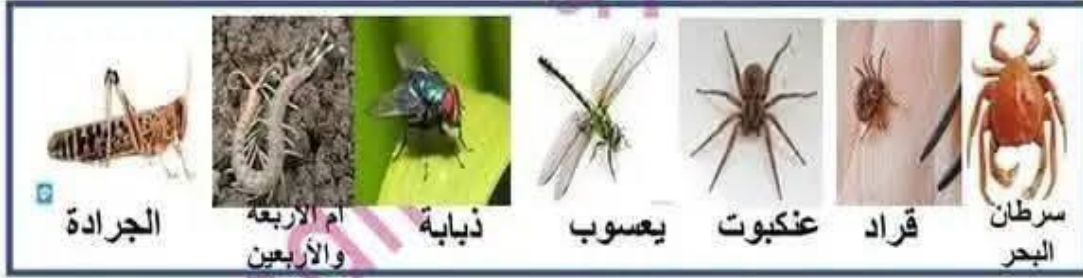 سرطان
البحر
قراد
عنكبوت
يعسوب
ذبابة
أم الأربعة
والأربعين
الجرادة